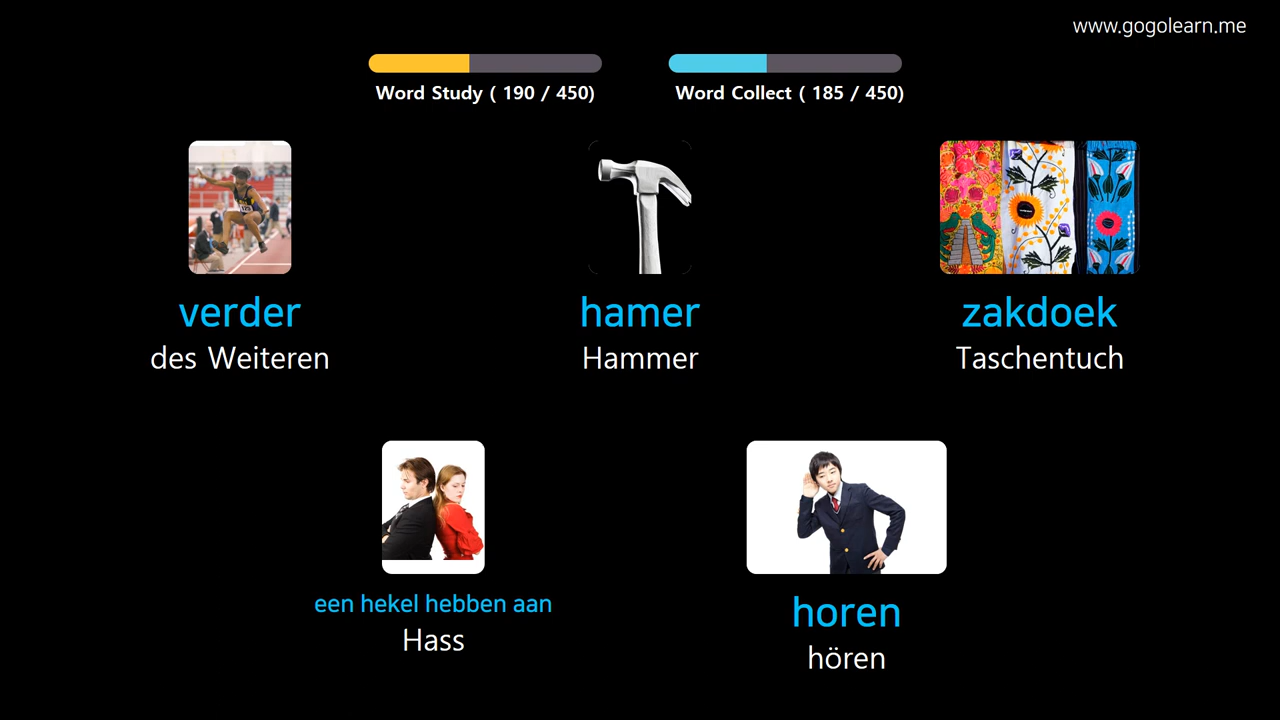 www.gogolearn.me
Word Study ( 190 / 450)
Word Collect ( 185 / 450)
verder
des Weiteren
hamer
Hammer
zakdoek
Taschentuch
een hekel hebben aan
Hass
horen
hören